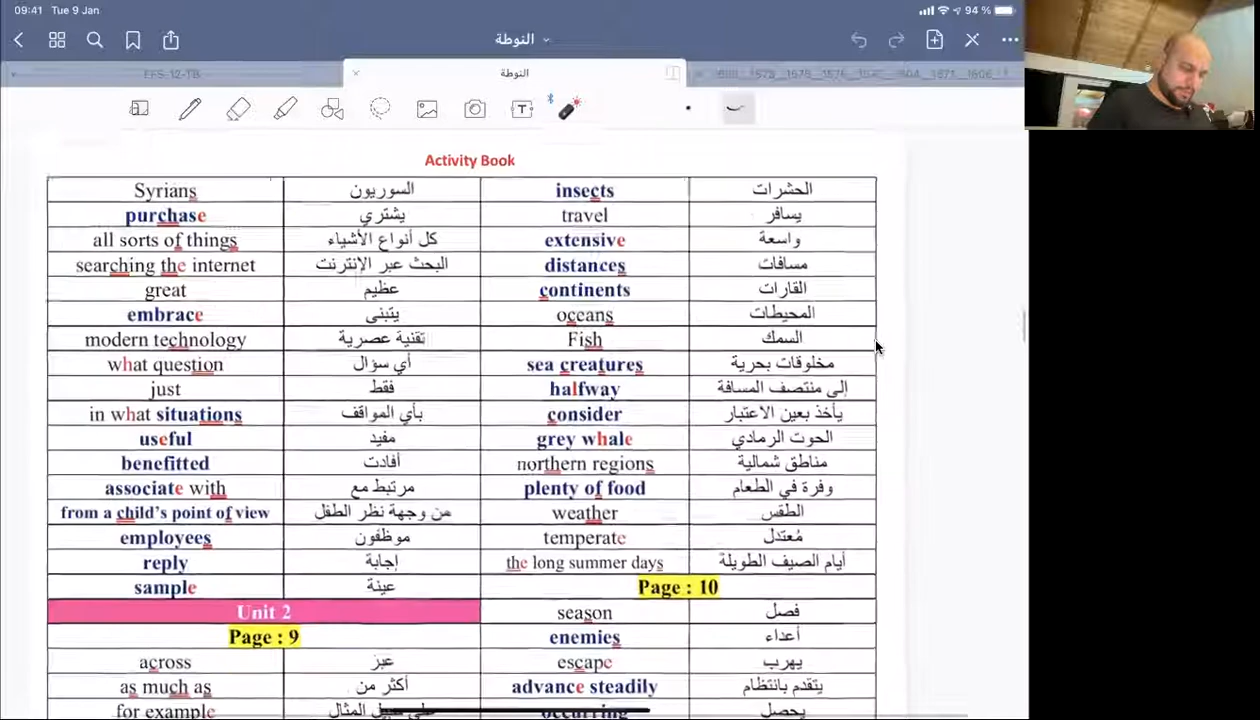 09:41 Tue 9 Jan
94 %
النوطة
EFS-12-TB
النوطة
Activity Book
Syrians السوريون insects الحشرات
purchase يشتري travel يسافر
all sorts of things كل أنواع الأشياء extensive واسعة
searching the internet البحث عبر الإنترنت distances مسافات
great عظيم continents القارات
embrace يتبنى oceans المحيطات
modern technology تقنية عصرية Fish السمك
what question أي سؤال sea creatures مخلوقات بحرية
just فقط halfway إلى منتصف المسافة
in what situations بأي المواقف consider يأخذ بعين الاعتبار
useful مفيد grey whale الحوت الرمادي
benefitted أفادت northern regions مناطق شمالية
associate with مرتبط مع plenty of food وفرة في الطعام
from a child's point of view من وجهة نظر الطفل weather الطقس
employees موظفون temperate مُعتدل
reply إجابة the long summer days أيام الصيف الطويلة
sample عينة Page : 10
Unit 2 season فصل
Page : 9 enemies أعداء
across عبر escape يهرب
as much as أكثر من advance steadily يتقدم بانتظام
for example على سبيل المثال occurring يحصل